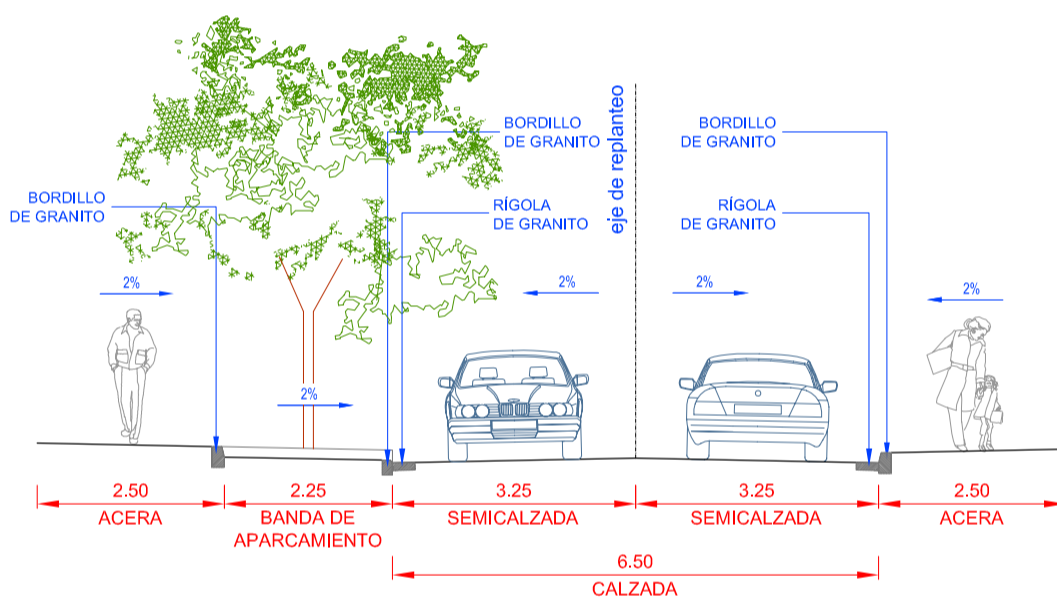 BORDILLO
DE GRANITO
BORDILLO
DE GRANITO
RÍGOLA
DE GRANITO
eje de replanteo
BORDILLO
DE GRANITO
RÍGOLA
DE GRANITO
2%
2%
2%
2%
2%
2.50
ACERA
2.25
BANDA DE
APARCAMIENTO
3.25
SEMICALZADA
3.25
SEMICALZADA
2.50
ACERA
6.50
CALZADA